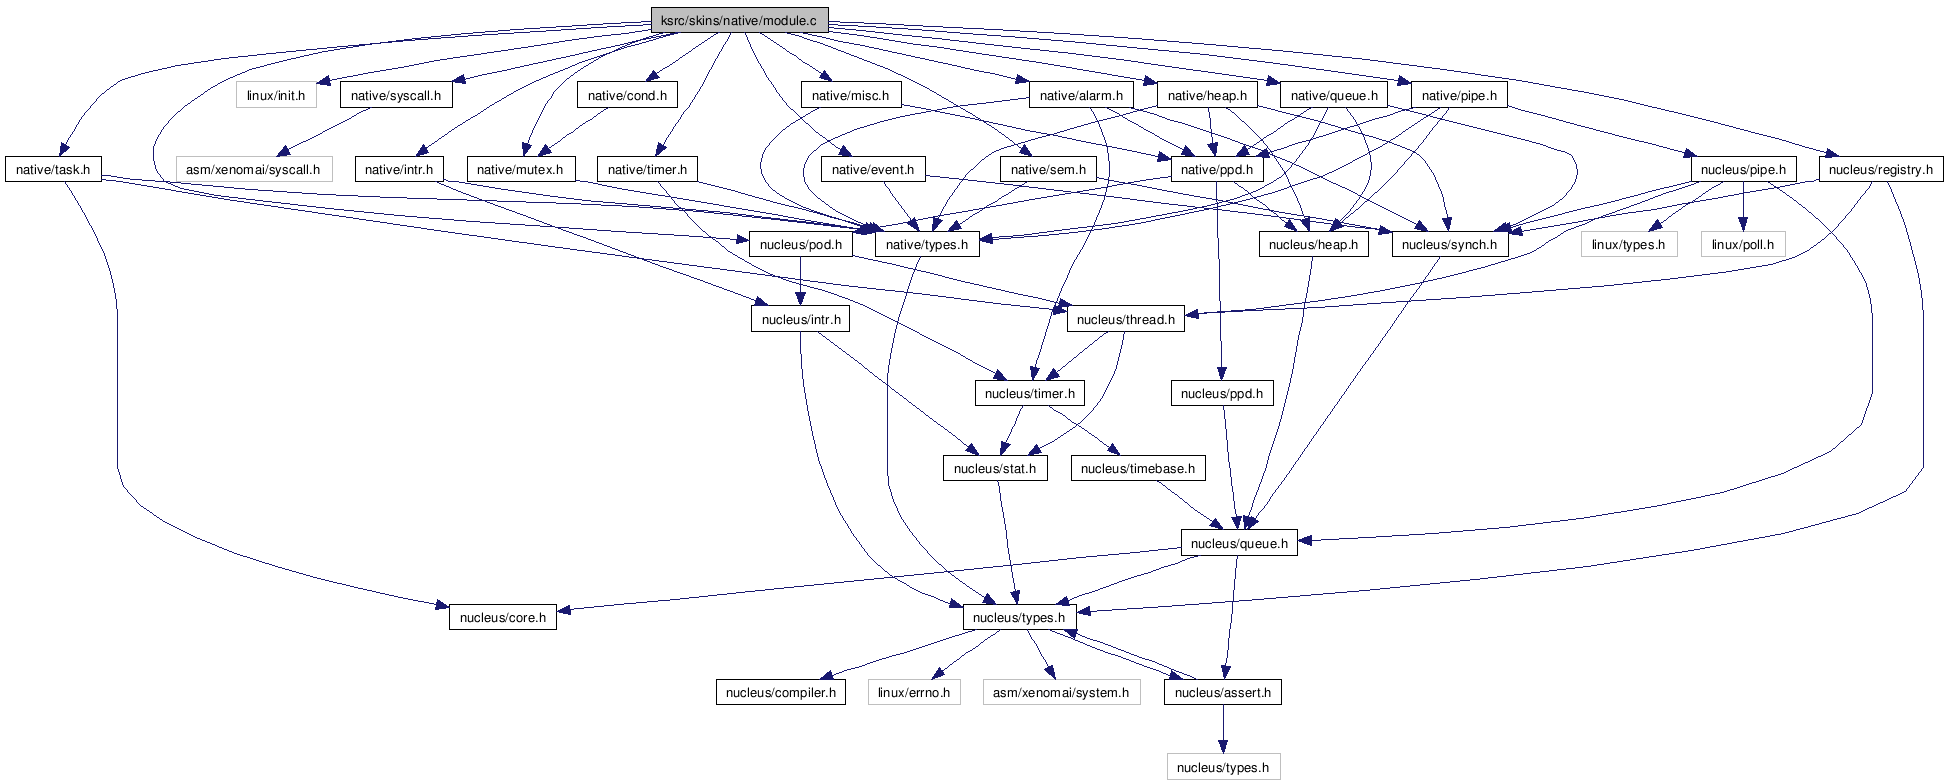 ksrc/skins/native/module.c
linux/init.h
native/syscall.h
native/cond.h
native/misc.h
native/alarm.h
native/heap.h
native/queue.h
native/pipe.h
native/task.h
asm/xenomai/syscall.h
native/intr.h
native/mutex.h
native/timer.h
native/event.h
native/sem.h
native/ppd.h
nucleus/pipe.h
nucleus/registry.h
nucleus/pod.h
native/types.h
nucleus/heap.h
nucleus/synch.h
linux/types.h
linux/poll.h
nucleus/intr.h
nucleus/thread.h
nucleus/timer.h
nucleus/ppd.h
nucleus/stat.h
nucleus/timebase.h
nucleus/queue.h
nucleus/core.h
nucleus/types.h
nucleus/compiler.h
linux/errno.h
asm/xenomai/system.h
nucleus/assert.h
nucleus/types.h